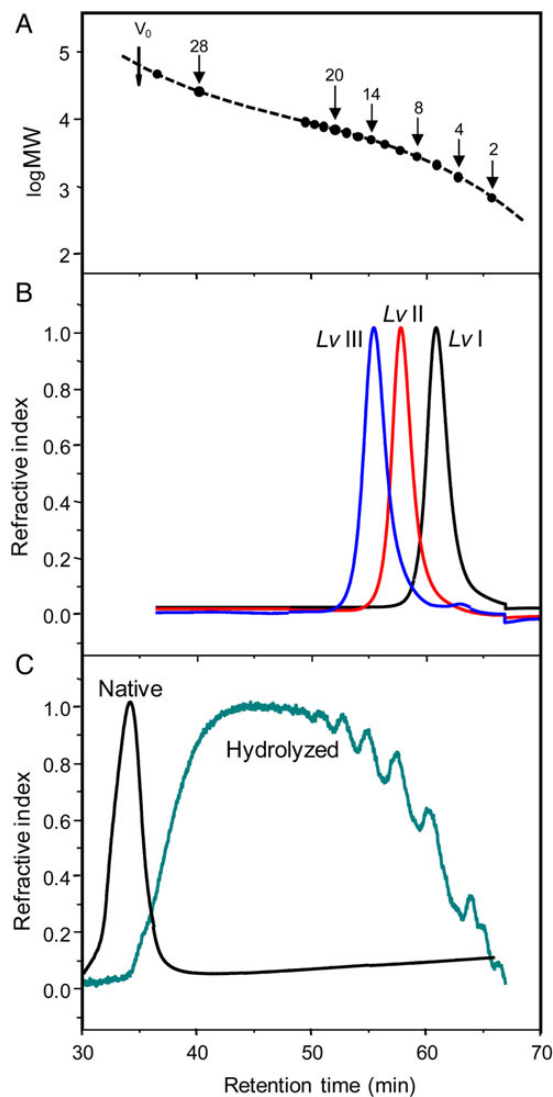 A
V0
28
20
14
8
4
2
5
4
3
2
logMW
B
Lv III
Lv II
Lv I
1.0
0.8
0.6
0.4
0.2
0.0
Refractive index
C
Native
Hydrolyzed
1.0
0.8
0.6
0.4
0.2
0.0
Refractive index
30 40 50 60 70
Retention time (min)